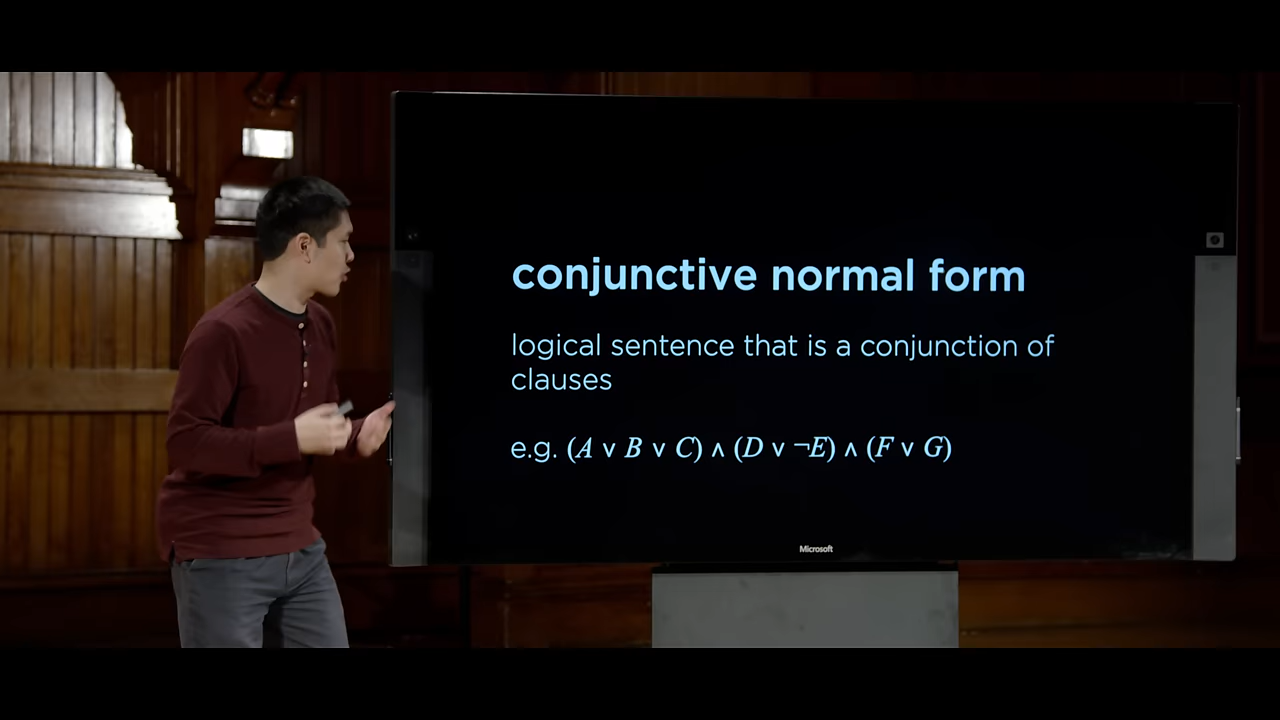 conjunctive normal form
logical sentence that is a conjunction of
clauses
e.g. (A ∨ B ∨ C) ∧ (D ∨ ¬E) ∧ (F ∨ G)
Microsoft